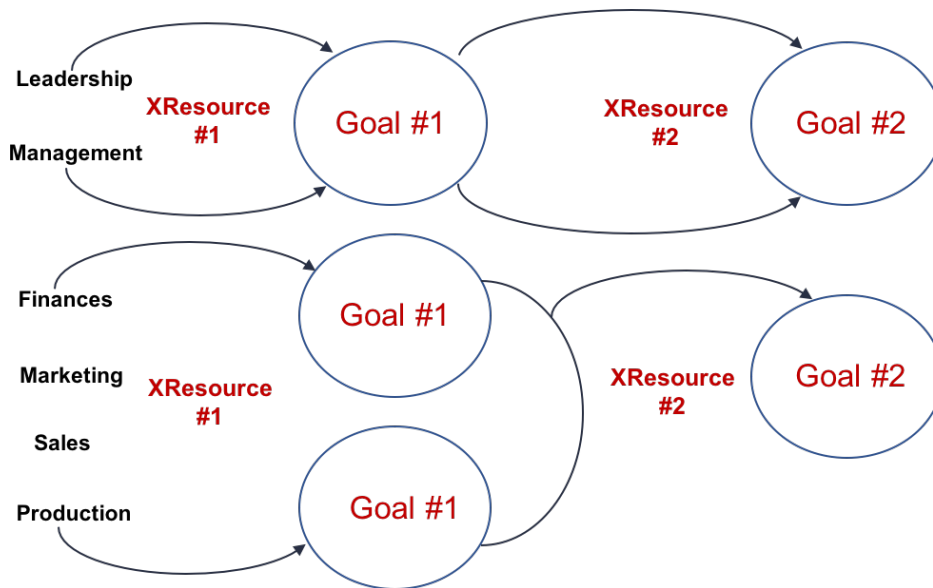 Leadership
XResource
#1
Goal #1
XResource
#2
Goal #2
Management
Finances
Goal #1
Marketing
XResource
#1
XResource
#2
Goal #2
Sales
Production
Goal #1